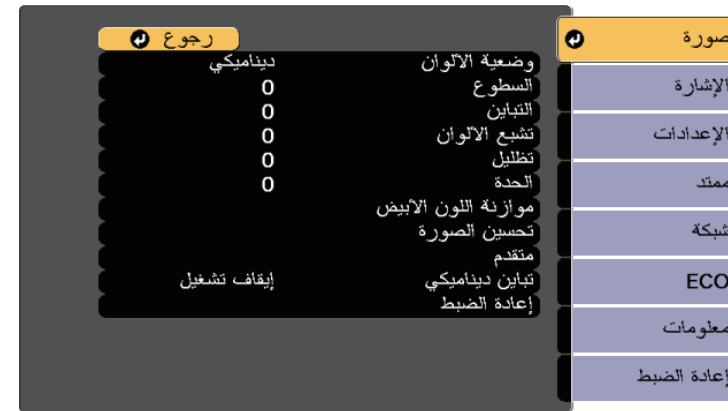 صورة
الإشارة
الإعدادات
ممتد
شبكة
ECO
معلومات
إعادة الضبط
رجوع
وضعية الألوان ديناميكي
السطوع 0
التباين 0
تشبع الألوان 0
تظليل 0
الحدة 0
موازنة اللون الأبيض
تحسين الصورة
متقدم
تباين ديناميكي إيقاف تشغيل
إعادة الضبط